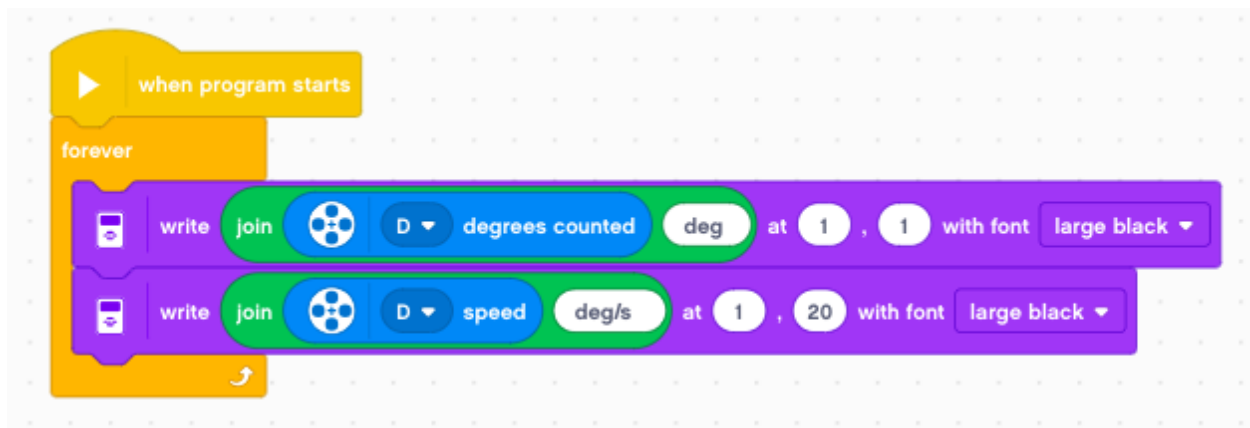 when program starts
forever
write join D degrees counted deg at 1 , 1 with font large black
write join D speed deg/s at 1 , 20 with font large black